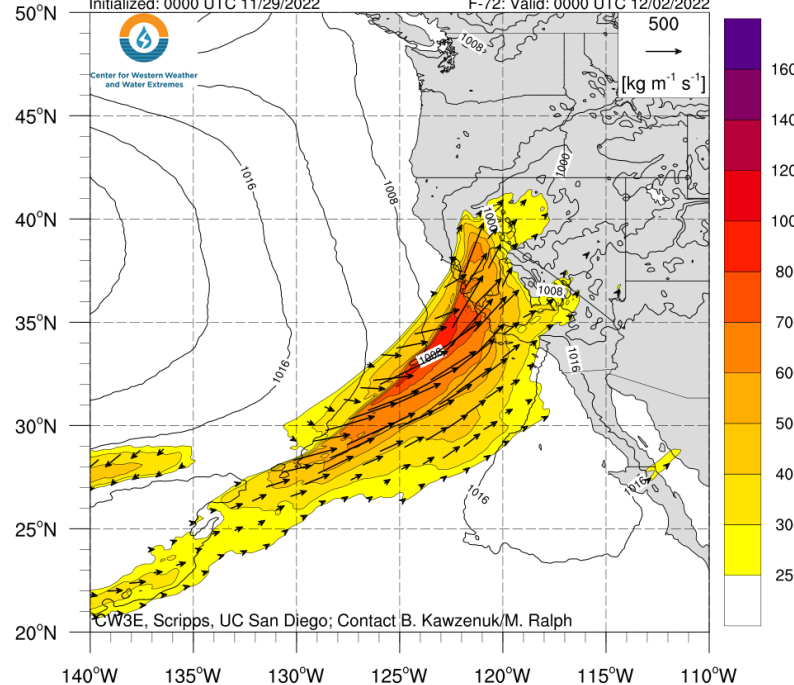 Initialized: 0000 UTC 11/29/2022
F-72: Valid: 0000 UTC 12/02/2022
50°N
500
[kg m⁻¹ s⁻¹]
Center for Western Weather
and Water Extremes
1008
160
45°N
140
1016
1000
120
1008
40°N
1000
100
80
1008
35°N
70
1008
1016
1016
60
30°N
50
40
1016
1016
25°N
30
25
CW3E, Scripps, UC San Diego; Contact B. Kawzenuk/M. Ralph
20°N
140°W
135°W
130°W
125°W
120°W
115°W
110°W